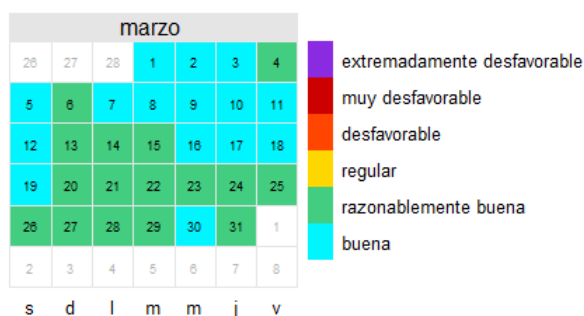 marzo
26 27 28 1 2 3 4
5 6 7 8 9 10 11
12 13 14 15 16 17 18
19 20 21 22 23 24 25
26 27 28 29 30 31 1
2 3 4 5 6 7 8
s d l m m j v
extremadamente desfavorable
muy desfavorable
desfavorable
regular
razonablemente buena
buena